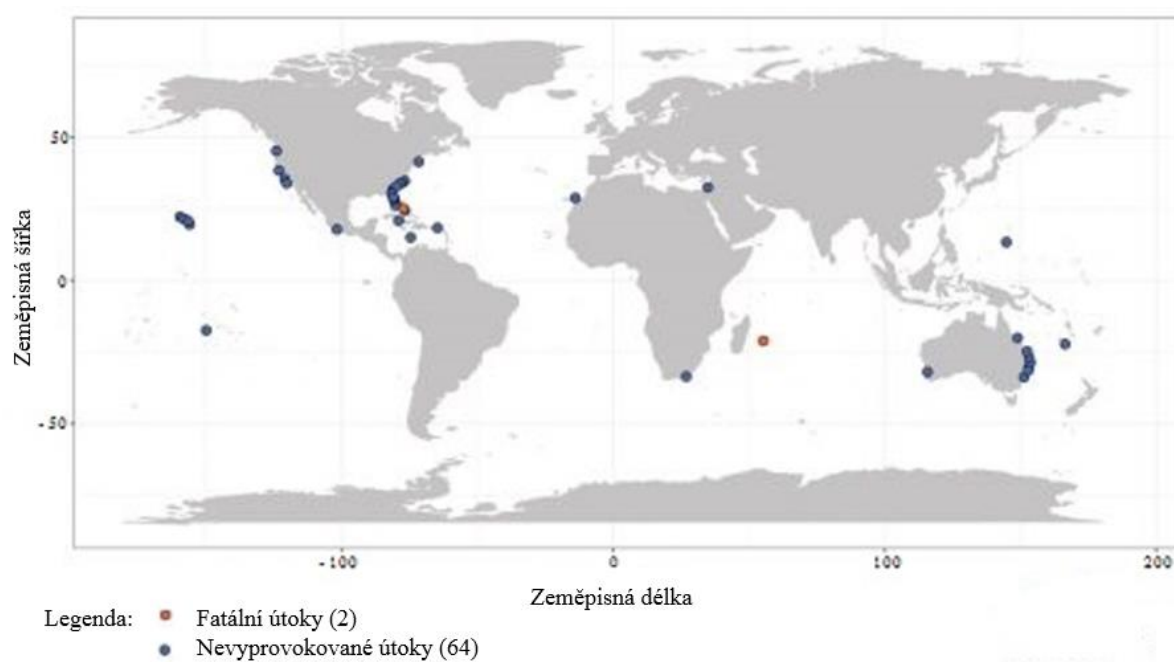 Zeměpisná šířka
50
0
-50
-100
0
100
200
Zeměpisná délka
Legenda:
Fatální útoky (2)
Nevyprovokované útoky (64)